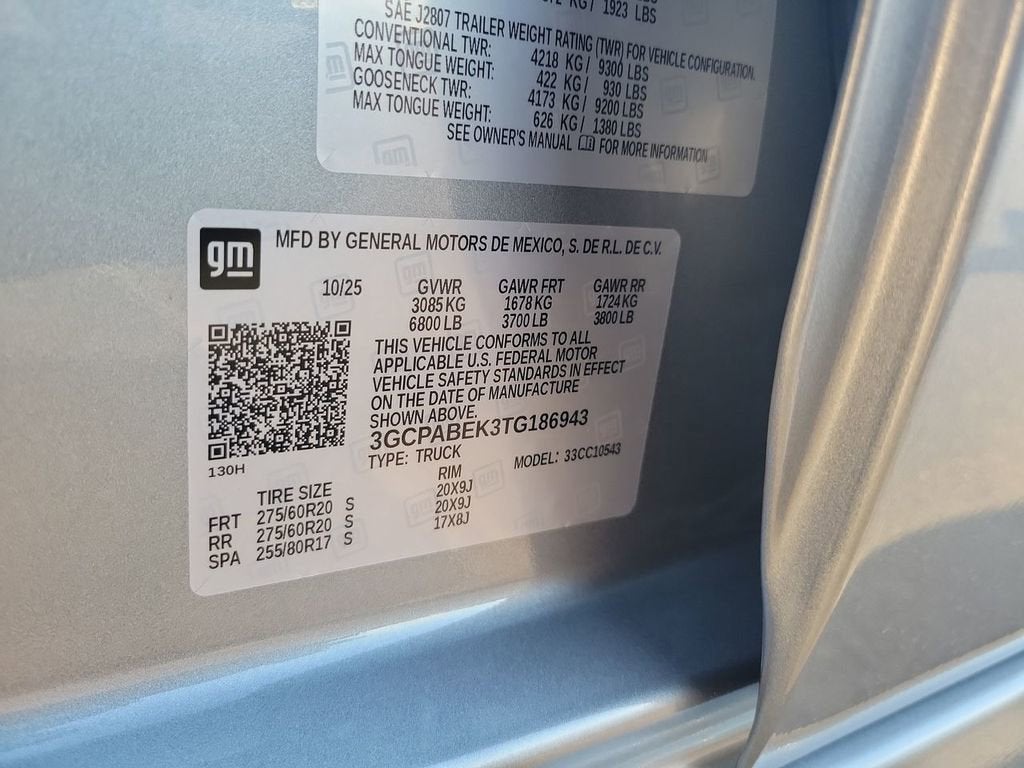 KG / 1923 LBS
SAE J2807 TRAILER WEIGHT RATING (TWR) FOR VEHICLE CONFIGURATION.
CONVENTIONAL TWR: 4218 KG / 9300 LBS
MAX TONGUE WEIGHT: 422 KG / 930 LBS
GOOSENECK TWR: 4173 KG / 9200 LBS
MAX TONGUE WEIGHT: 626 KG / 1380 LBS
SEE OWNER'S MANUAL FOR MORE INFORMATION
gm
MFD BY GENERAL MOTORS DE MEXICO, S. DE R.L. DE C.V.
10/25 GVWR GAWR FRT GAWR RR
3085 KG 1678 KG 1724 KG
6800 LB 3700 LB 3800 LB
THIS VEHICLE CONFORMS TO ALL
APPLICABLE U.S. FEDERAL MOTOR
VEHICLE SAFETY STANDARDS IN EFFECT
ON THE DATE OF MANUFACTURE
SHOWN ABOVE.
3GCPABEK3TG186943
130H
TYPE: TRUCK MODEL: 33CC10543
TIRE SIZE RIM
FRT 275/60R20 S 20X9J
RR 275/60R20 S 20X9J
SPA 255/80R17 S 17X8J